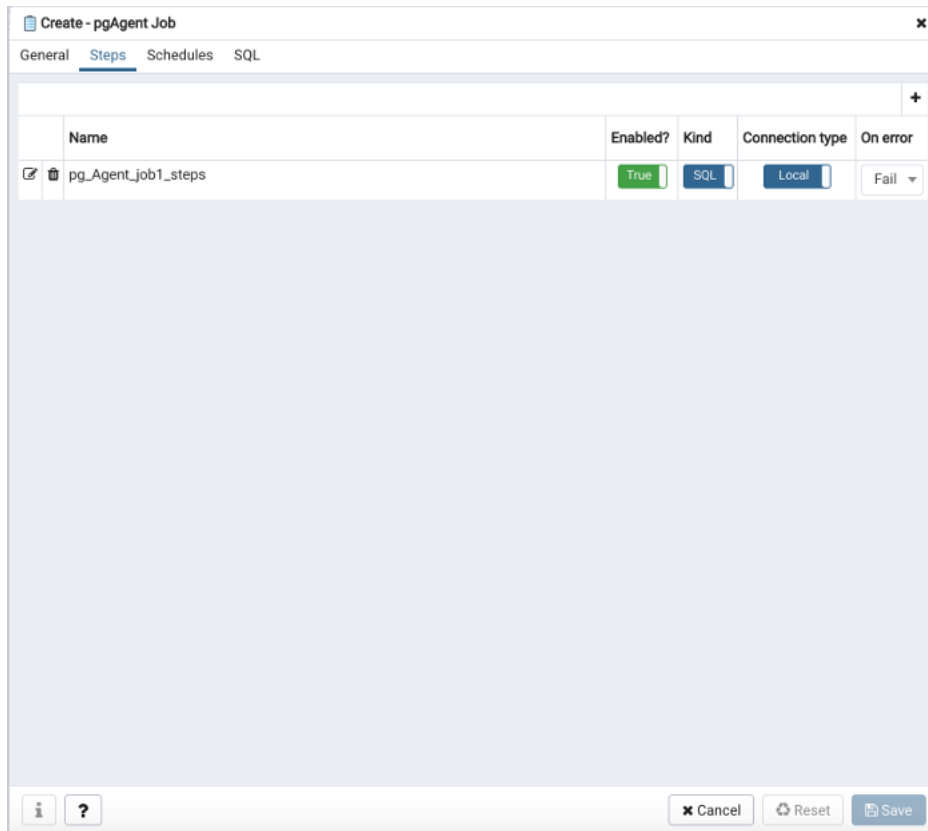 Create - pgAgent Job
General Steps Schedules SQL
Name Enabled? Kind Connection type On error
pg_Agent_job1_steps True SQL Local Fail
i ? Cancel Reset Save